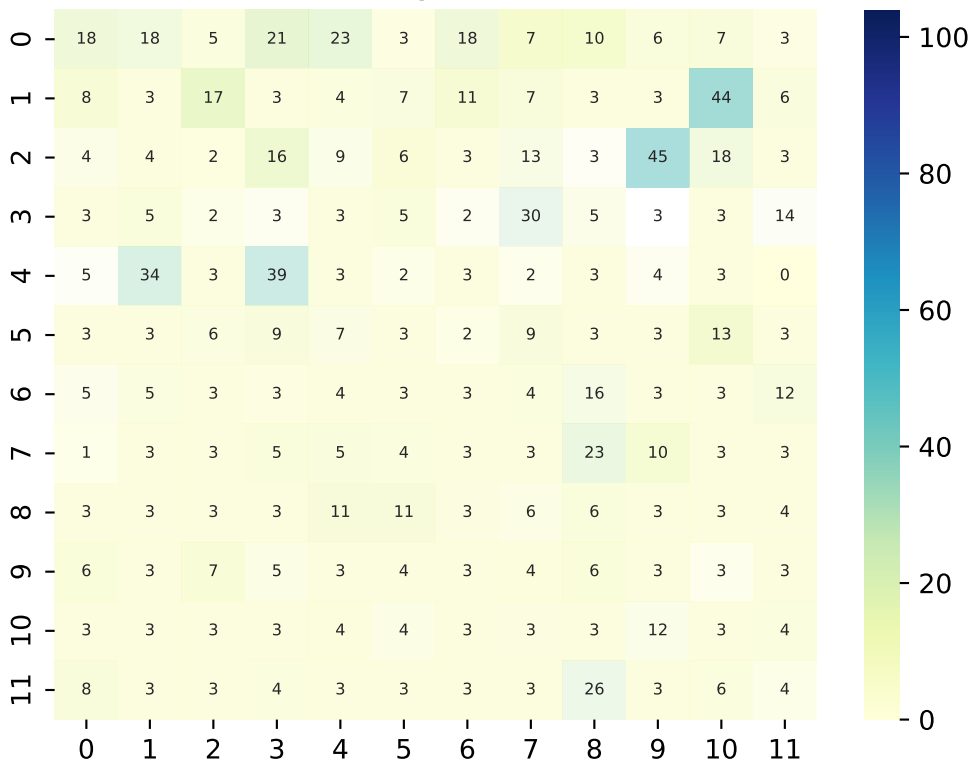 0 18 18 5 21 23 3 18 7 10 6 7 3
1 8 3 17 3 4 7 11 7 3 3 44 6
2 4 4 2 16 9 6 3 13 3 45 18 3
3 3 5 2 3 3 5 2 30 5 3 3 14
4 5 34 3 39 3 2 3 2 3 4 3 0
5 3 3 6 9 7 3 2 9 3 3 13 3
6 5 5 3 3 4 3 3 4 16 3 3 12
7 1 3 3 5 5 4 3 3 23 10 3 3
8 3 3 3 3 11 11 3 6 6 3 3 4
9 6 3 7 5 3 4 3 4 6 3 3 3
10 3 3 3 3 4 4 3 3 3 12 3 4
11 8 3 3 4 3 3 3 3 26 3 6 4
0 1 2 3 4 5 6 7 8 9 10 11
100
80
60
40
20
0